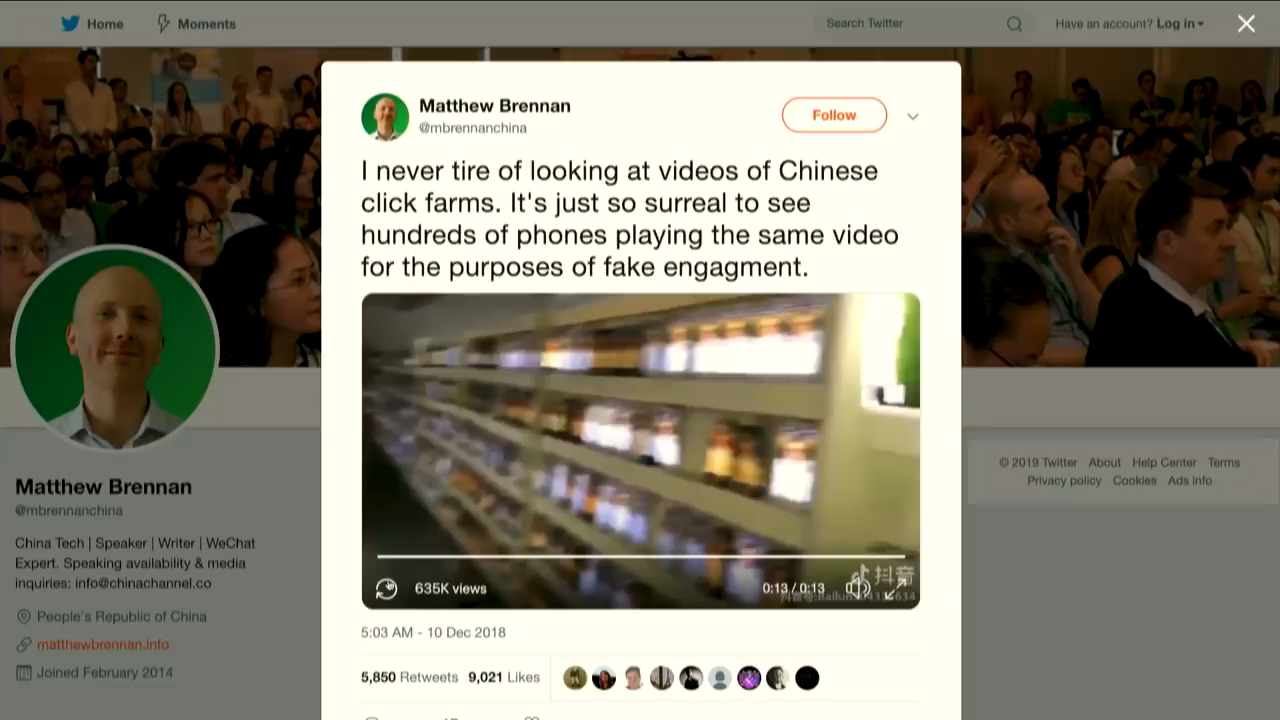 Home
Moments
Search Twitter
Have an account? Log in
Matthew Brennan
@mbrennanchina
Follow
I never tire of looking at videos of Chinese
click farms. It's just so surreal to see
hundreds of phones playing the same video
for the purposes of fake engagment.
635K views
0:13 / 0:13
抖音
5:03 AM - 10 Dec 2018
5,850 Retweets 9,021 Likes
Matthew Brennan
@mbrennanchina
China Tech | Speaker | Writer | WeChat
Expert. Speaking availability & media
inquiries: info@chinachannel.co
People's Republic of China
matthewbrennan.info
Joined February 2014
© 2019 Twitter About Help Center Terms
Privacy policy Cookies Ads info